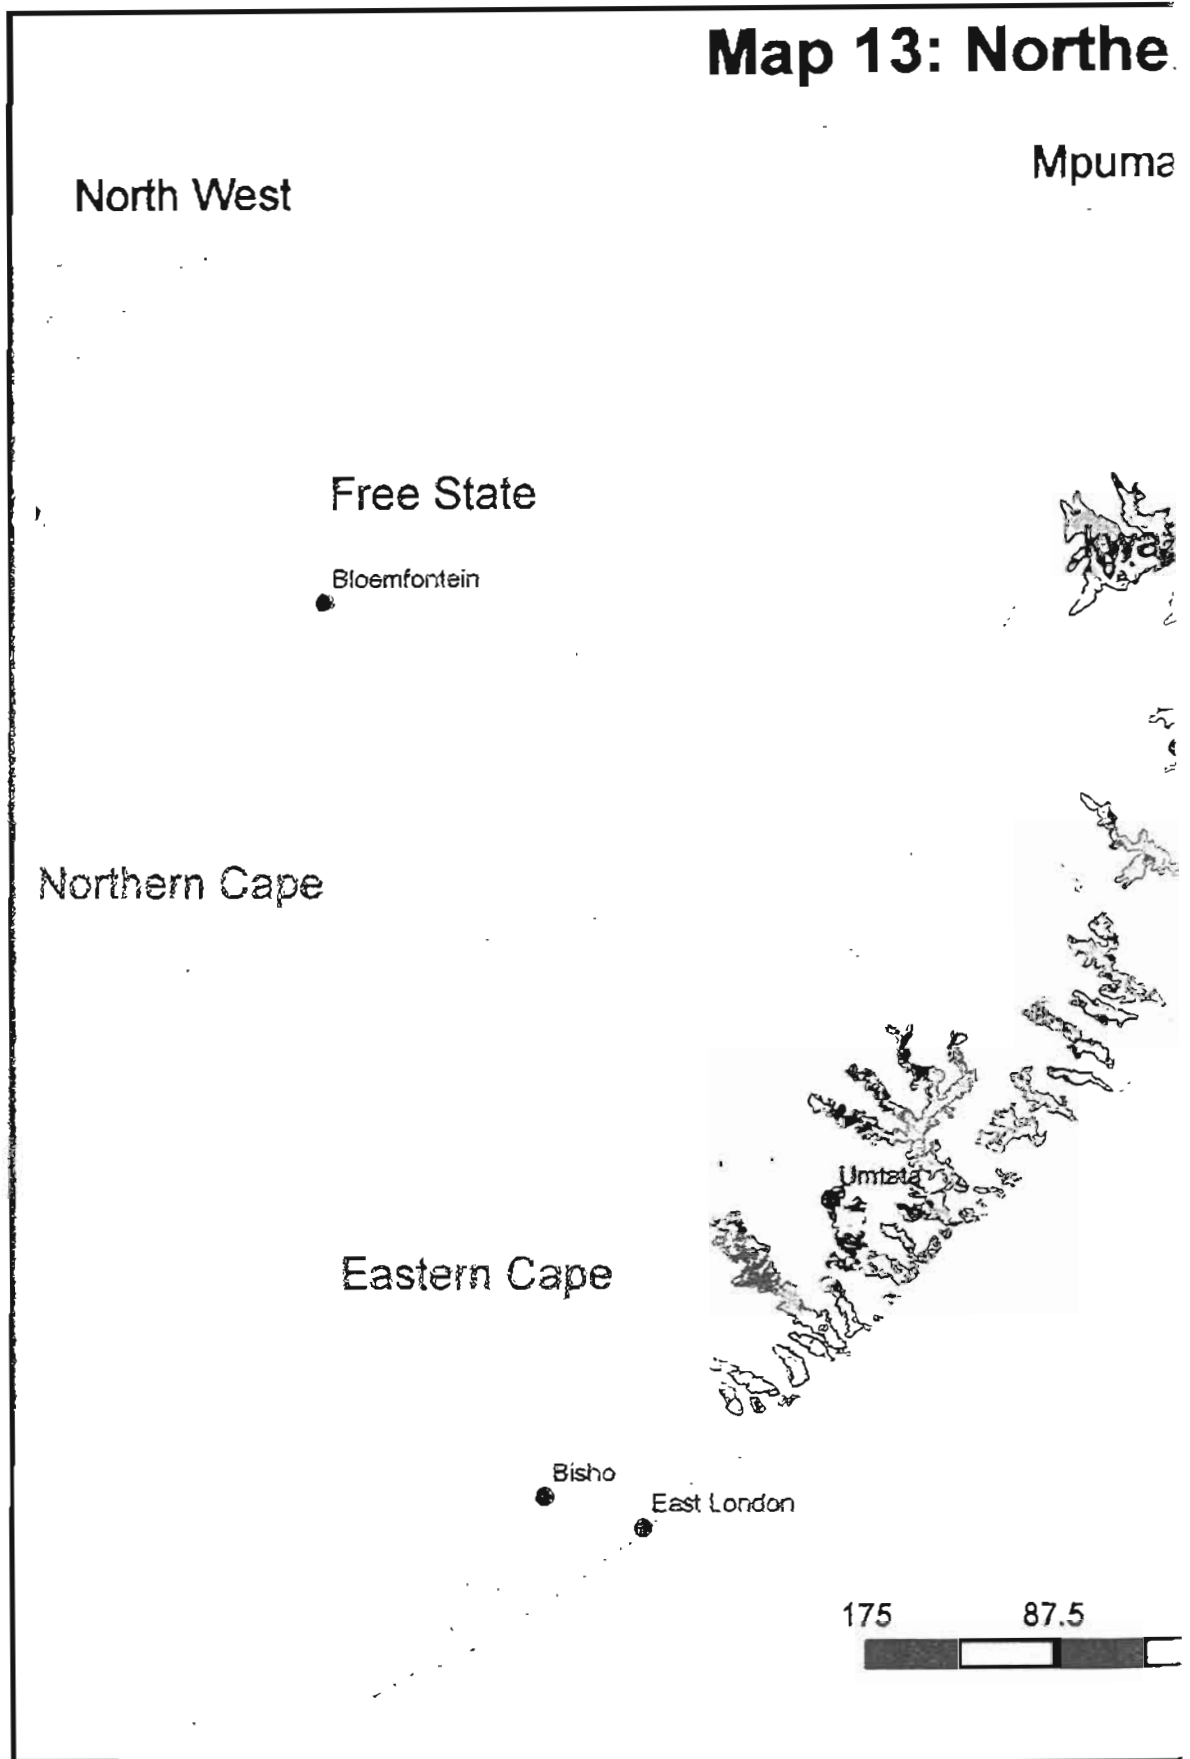 Map 13: Northe
Mpuma
North West
Free State
kwa
Bloemfontein
Northern Cape
Umtata
Eastern Cape
Bisho
East London
175 87.5